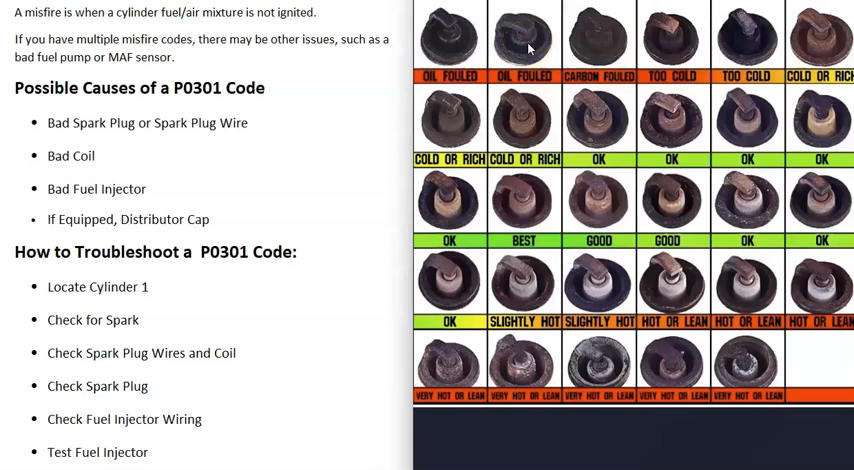 A misfire is when a cylinder fuel/air mixture is not ignited.
If you have multiple misfire codes, there may be other issues, such as a
bad fuel pump or MAF sensor.
Possible Causes of a P0301 Code
Bad Spark Plug or Spark Plug Wire
Bad Coil
Bad Fuel Injector
If Equipped, Distributor Cap
How to Troubleshoot a P0301 Code:
Locate Cylinder 1
Check for Spark
Check Spark Plug Wires and Coil
Check Spark Plug
Check Fuel Injector Wiring
Test Fuel Injector
OIL FOULED OIL FOULED CARBON FOULED TOO COLD TOO COLD COLD OR RICH
COLD OR RICH COLD OR RICH OK OK OK OK
OK BEST GOOD GOOD OK OK
OK SLIGHTLY HOT SLIGHTLY HOT HOT OR LEAN HOT OR LEAN HOT OR LEAN
VERY HOT OR LEAN VERY HOT OR LEAN VERY HOT OR LEAN VERY HOT OR LEAN VERY HOT OR LEAN